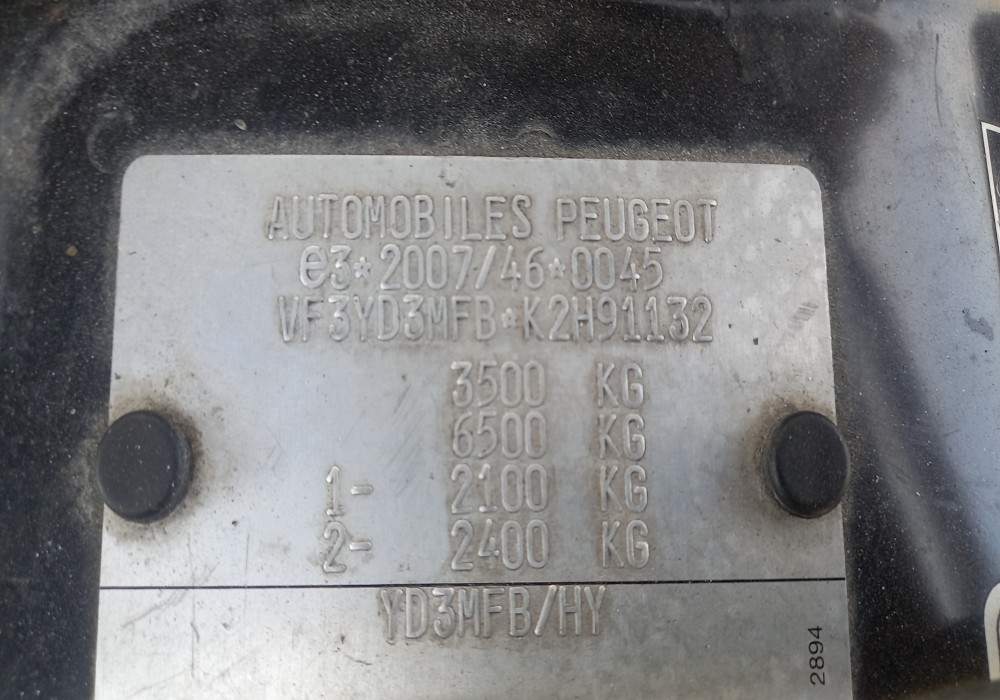 AUTOMOBILES PEUGEOT
e3*2007/46*0045
VF3YD3MFB*K2H91132
3500 KG
6500 KG
1- 2100 KG
2- 2400 KG
YD3MFB/HY
2894